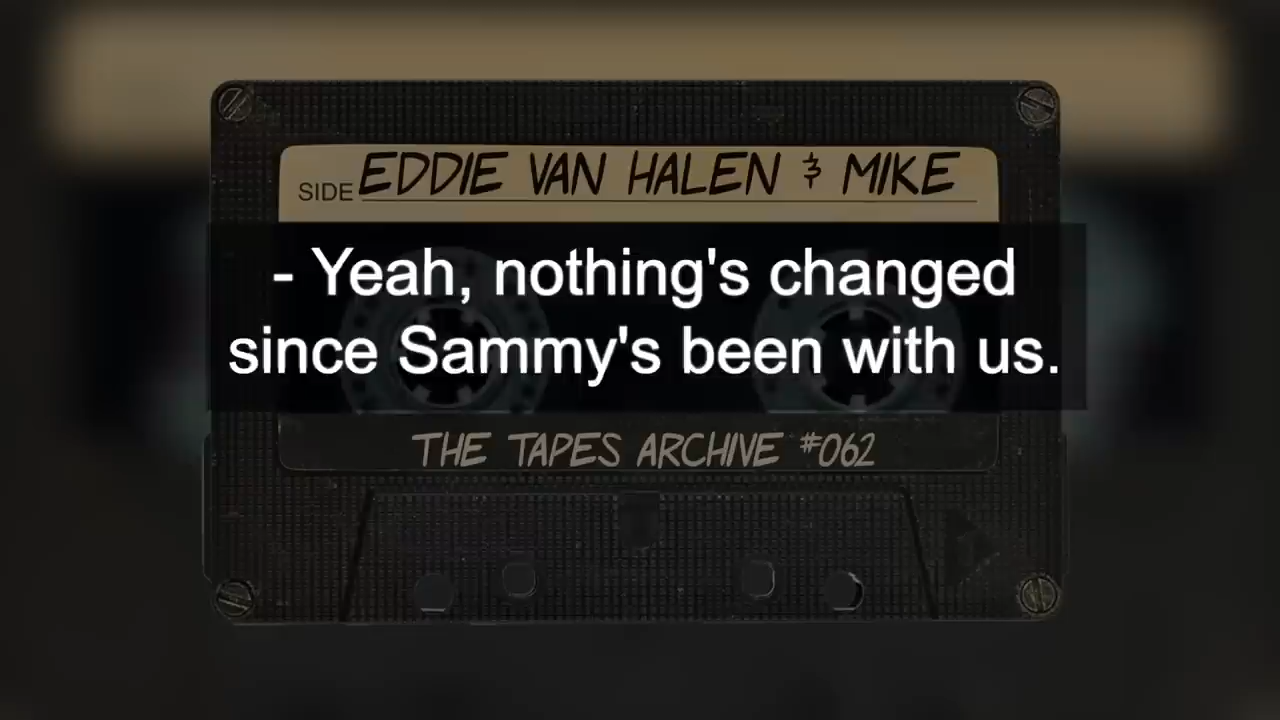 SIDE EDDIE VAN HALEN & MIKE
- Yeah, nothing's changed
since Sammy's been with us.
THE TAPES ARCHIVE #062